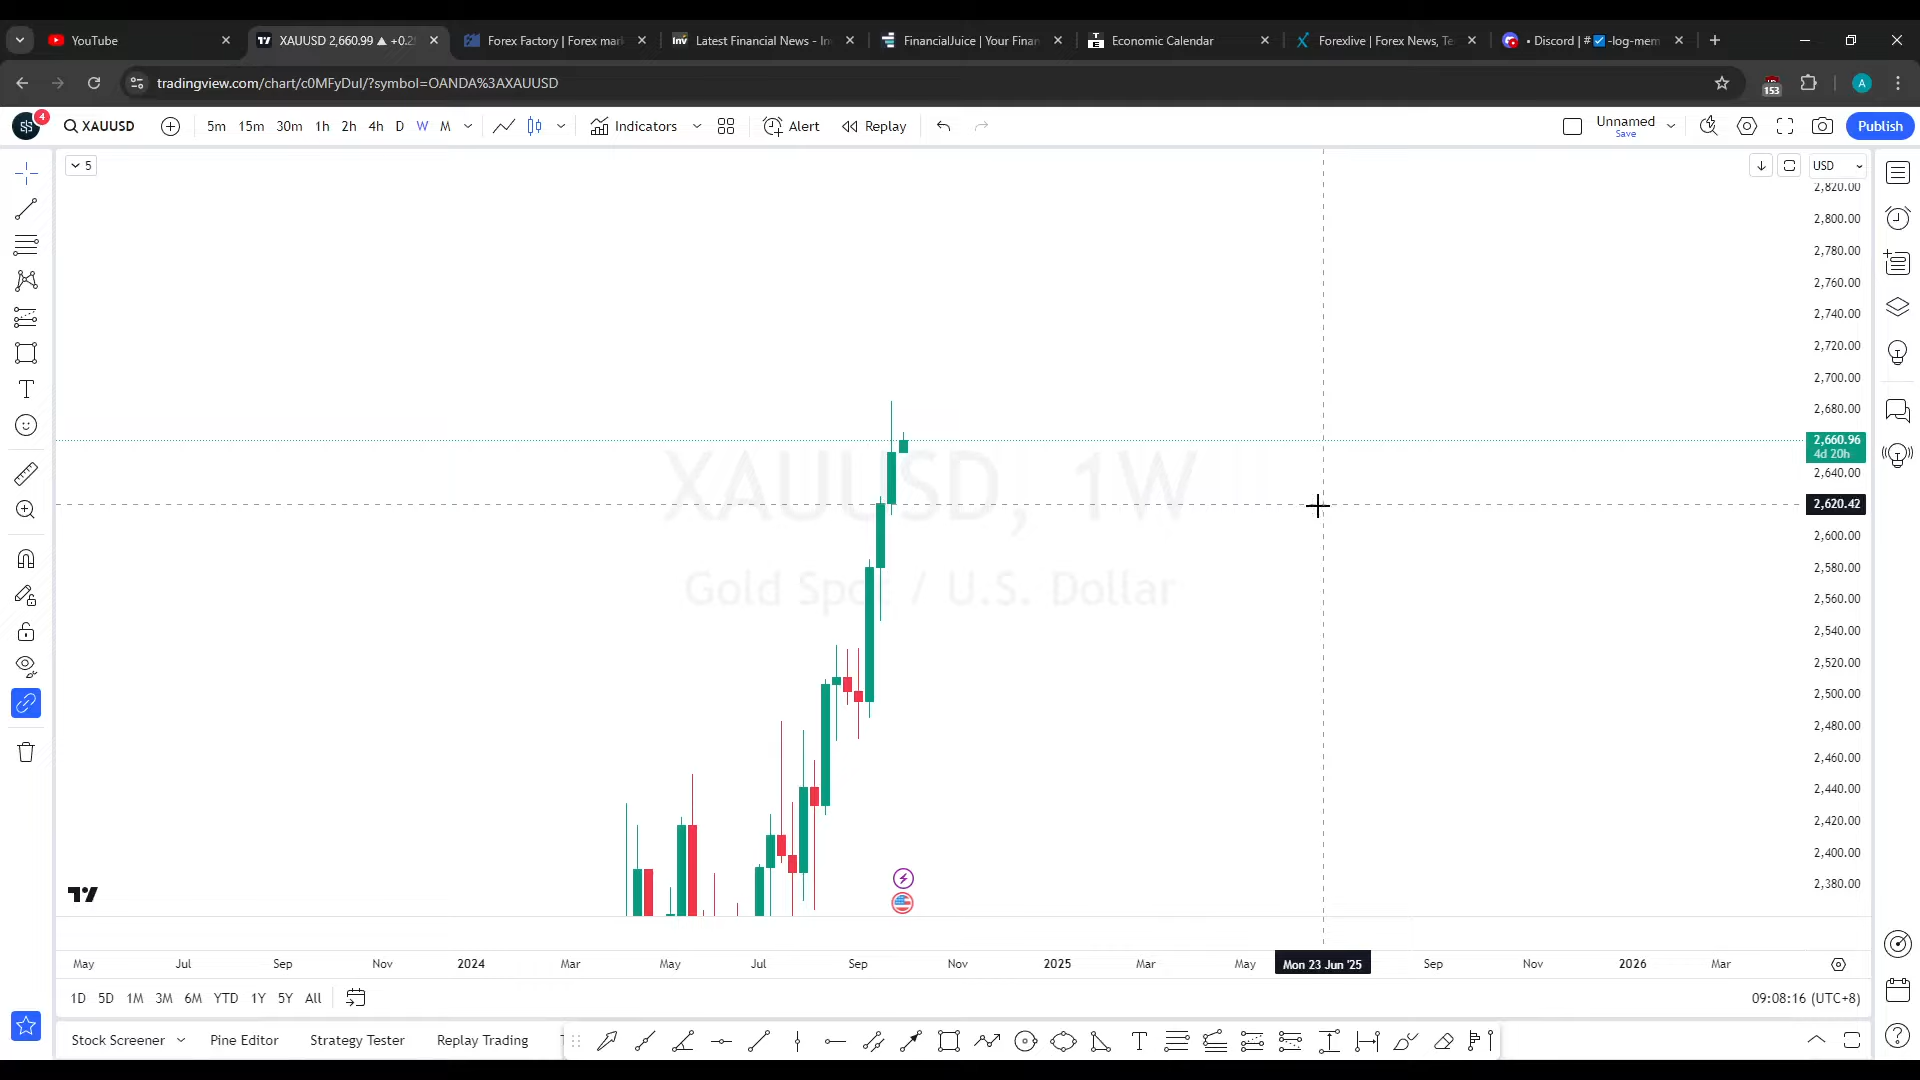 YouTube
XAUUSD 2,660.99 ▲ +0.2
Forex Factory | Forex mar
Latest Financial News - In
FinancialJuice | Your Finan
Economic Calendar
Forexlive | Forex News, Te
• Discord | #✅-log-mem
tradingview.com/chart/c0MFyDuI/?symbol=OANDA%3AXAUUSD
153
A
4
XAUUSD
5m 15m 30m 1h 2h 4h D W M
Indicators
Alert
Replay
Unnamed
Save
Publish
5
USD
2,820.00
2,800.00
2,780.00
2,760.00
2,740.00
2,720.00
2,700.00
2,680.00
2,660.96
4d 20h
2,640.00
2,620.42
2,600.00
2,580.00
2,560.00
2,540.00
2,520.00
2,500.00
2,480.00
2,460.00
2,440.00
2,420.00
2,400.00
2,380.00
XAUUSD, 1W
Gold Spot / U.S. Dollar
May Jul Sep Nov 2024 Mar May Jul Sep Nov 2025 Mar May Mon 23 Jun '25 Sep Nov 2026 Mar
1D 5D 1M 3M 6M YTD 1Y 5Y All
09:08:16 (UTC+8)
Stock Screener
Pine Editor
Strategy Tester
Replay Trading